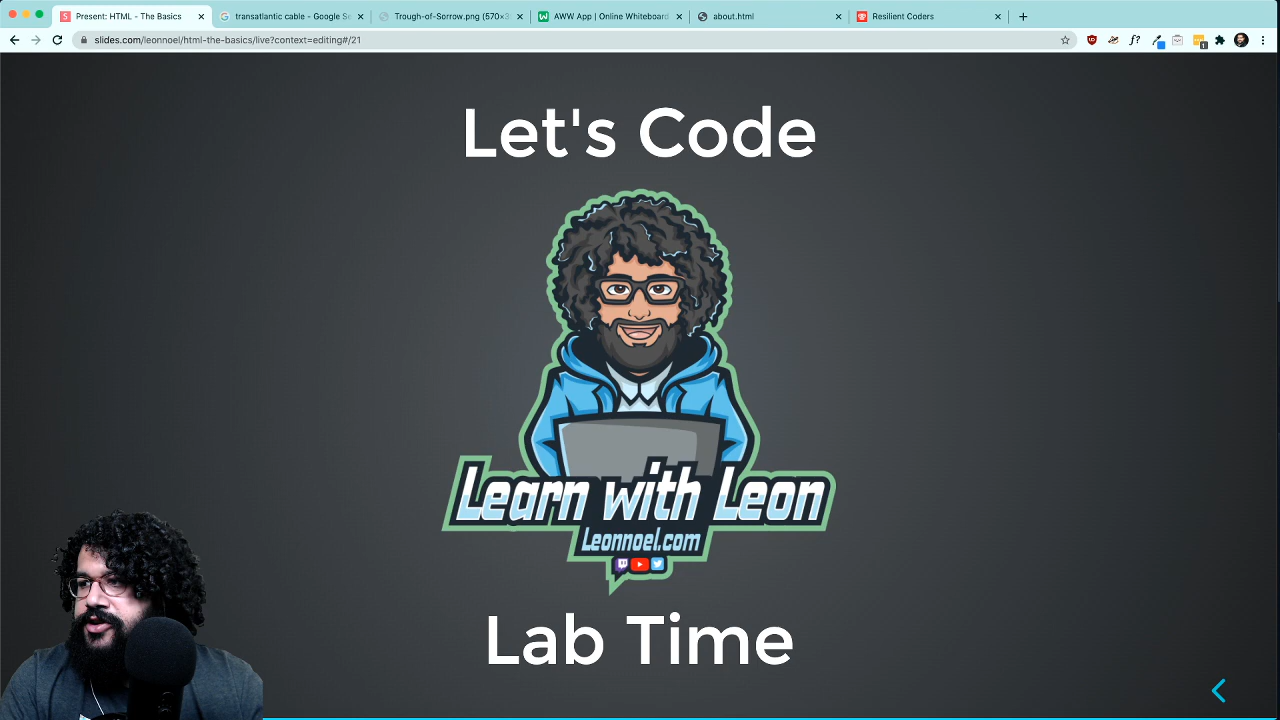 Present: HTML - The Basics
transatlantic cable - Google Se
Trough-of-Sorrow.png (570×3
AWW App | Online Whiteboard
about.html
Resilient Coders
slides.com/leonnoel/html-the-basics/live?context=editing#/21
Let's Code
Learn with Leon
Leonnoel.com
Lab Time